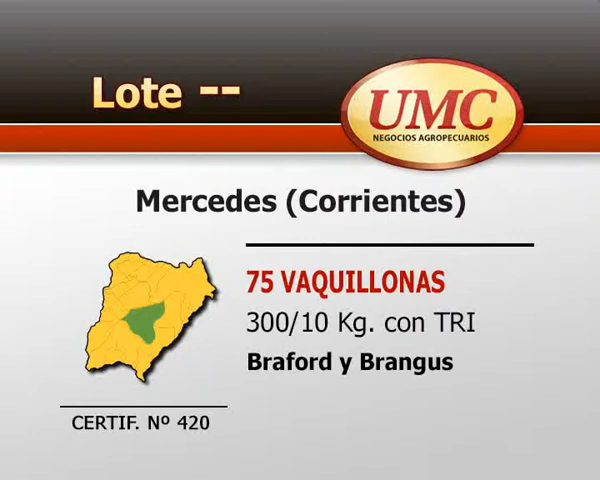 Lote --
UMC
NEGOCIOS AGROPECUARIOS
Mercedes (Corrientes)
75 VAQUILLONAS
300/10 Kg. con TRI
Braford y Brangus
CERTIF. Nº 420